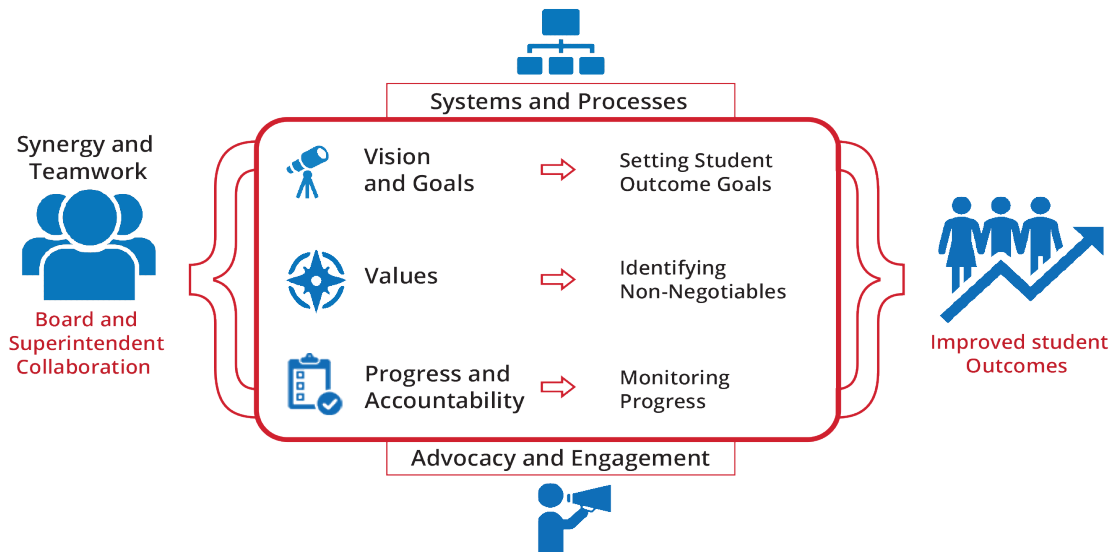 Systems and Processes
Synergy and
Teamwork
Board and
Superintendent
Collaboration
Vision
and Goals
Setting Student
Outcome Goals
Values
Identifying
Non-Negotiables
Progress and
Accountability
Monitoring
Progress
Improved student
Outcomes
Advocacy and Engagement